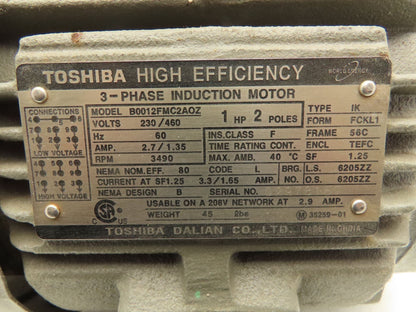 TOSHIBA HIGH EFFICIENCY
WORLD ENERGY
3-PHASE INDUCTION MOTOR
CONNECTIONS
LOW VOLTAGE
HIGH VOLTAGE
MODEL B0012FMC2AOZ 1 HP 2 POLES TYPE IK
VOLTS 230/460 FORM FCKL1
Hz 60 INS.CLASS F FRAME 56C
AMP. 2.7/1.35 TIME RATING CONT. ENCL TEFC
RPM 3490 MAX. AMB. 40 °C SF 1.25
NEMA NOM.EFF. 80 CODE L BRG. L.S. 6205ZZ
CURRENT AT SF1.25 3.3/1.65 AMP. NO. O.S. 6205ZZ
NEMA DESIGN B SERIAL NO.
USABLE ON A 208V NETWORK AT 2.9 AMP.
WEIGHT 45 Lbs M 35259-01
TOSHIBA DALIAN CO.,LTD. MADE IN CHINA